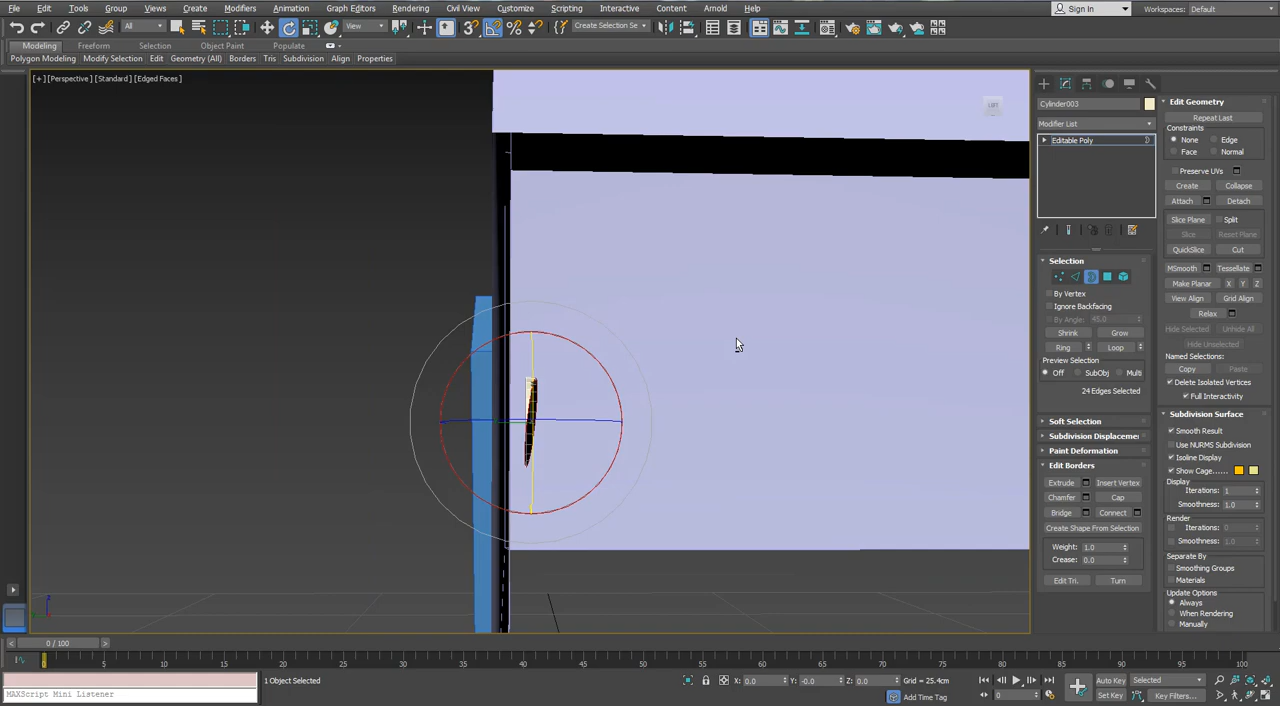 File Edit Tools Group Views Create Modifiers Animation Graph Editors Rendering Civil View Customize Scripting Interactive Content Arnold Help Sign In Workspaces: Default
All View Create Selection Se
Modeling Freeform Selection Object Paint Populate
Polygon Modeling Modify Selection Edit Geometry (All) Borders Tris Subdivision Align Properties
[+] [Perspective] [Standard] [Edged Faces]
LEFT
Cylinder003
Modifier List
Editable Poly
Selection
By Vertex
Ignore Backfacing
By Angle: 45.0
Shrink Grow
Ring Loop
Preview Selection
Off SubObj Multi
24 Edges Selected
Soft Selection
Subdivision Displaceme
Paint Deformation
Edit Borders
Extrude Insert Vertex
Chamfer Cap
Bridge Connect
Create Shape From Selection
Weight: 1.0
Crease: 0.0
Edit Tri. Turn
Edit Geometry
Repeat Last
Constraints
None Edge
Face Normal
Preserve UVs
Create Collapse
Attach Detach
Slice Plane Split
Slice Reset Plane
QuickSlice Cut
MSmooth Tessellate
Make Planar X Y Z
View Align Grid Align
Relax
Hide Selected Unhide All
Hide Unselected
Named Selections:
Copy Paste
Delete Isolated Vertices
Full Interactivity
Subdivision Surface
Smooth Result
Use NURMS Subdivision
Isoline Display
Show Cage......
Display
Iterations: 1
Smoothness: 1.0
Render
Iterations: 0
Smoothness: 1.0
Separate By
Smoothing Groups
Materials
Update Options
Always
When Rendering
Manually
0 / 100
0 5 10 15 20 25 30 35 40 45 50 55 60 65 70 75 80 85 90 95 100
1 Object Selected X: 0.0 Y: -0.0 Z: 0.0 Grid = 25.4cm Auto Key Selected
MAXScript Mini Listener Add Time Tag 0 Set Key Key Filters...